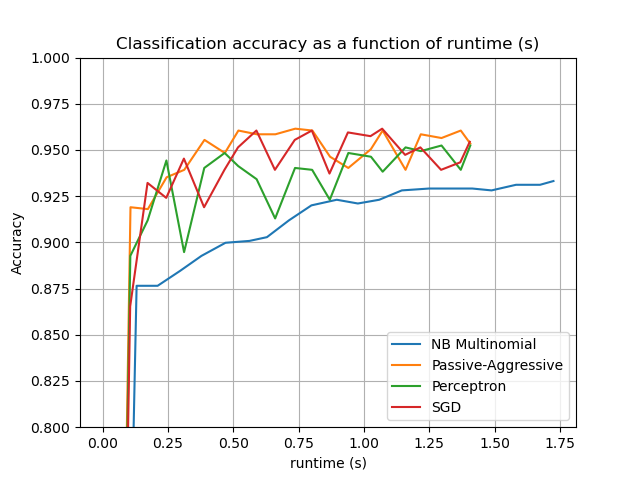 Classification accuracy as a function of runtime (s)
1.000
0.975
0.950
0.925
0.900
0.875
0.850
0.825
0.800
Accuracy
NB Multinomial
Passive-Aggressive
Perceptron
SGD
0.00 0.25 0.50 0.75 1.00 1.25 1.50 1.75
runtime (s)